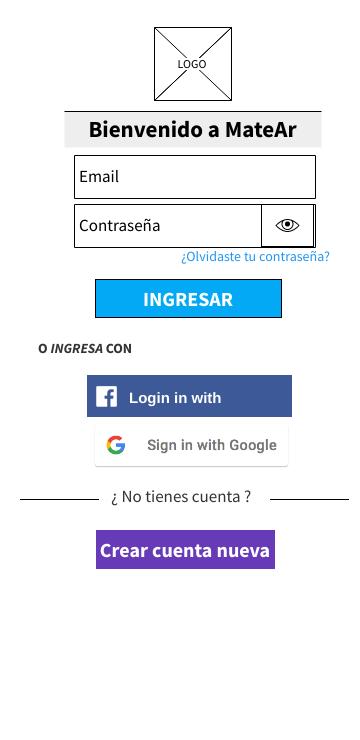 LOGO
Bienvenido a MateAr
Email
Contraseña
¿Olvidaste tu contraseña?
INGRESAR
O INGRESA CON
Login in with
Sign in with Google
¿ No tienes cuenta ?
Crear cuenta nueva